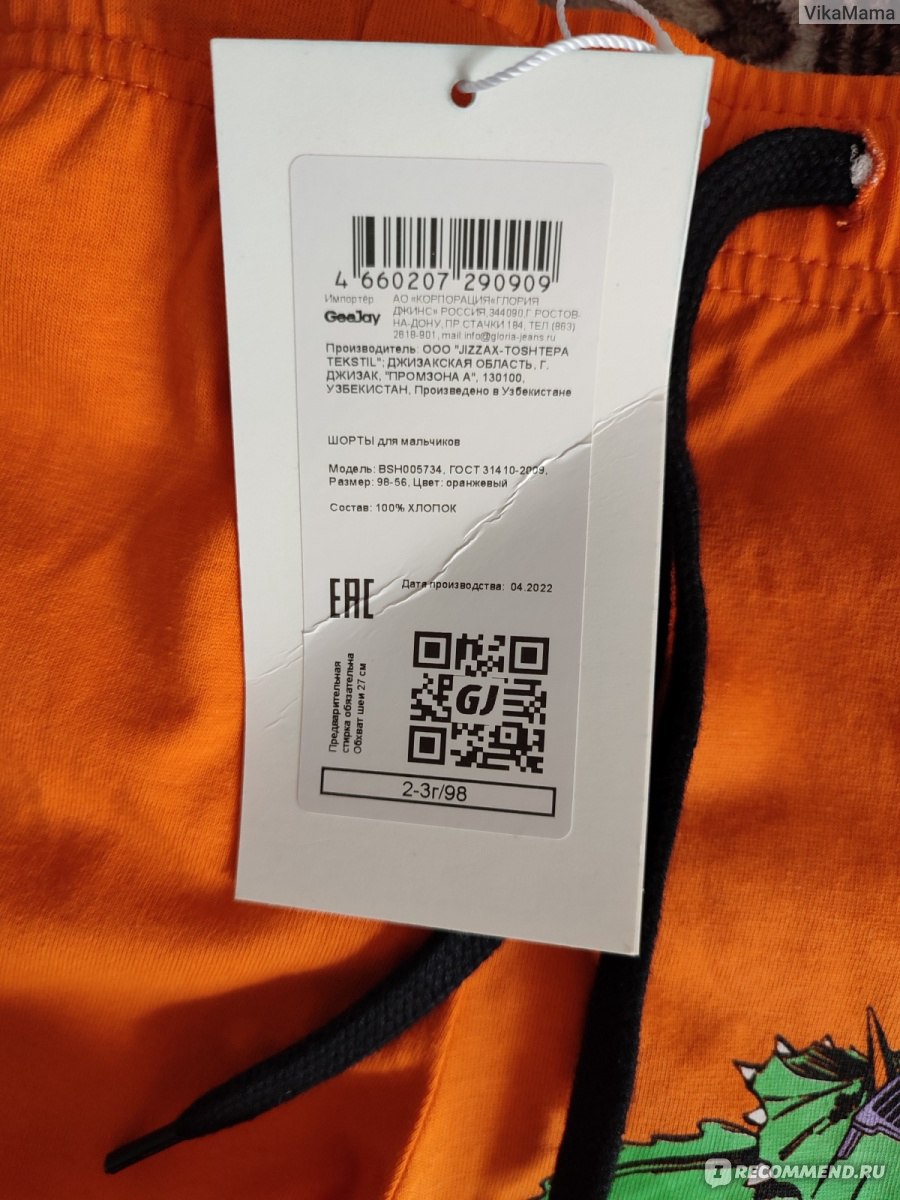 VikaMama
4 660207 290909
Импортёр
GeeJay
АО «КОРПОРАЦИЯ«ГЛОРИЯ
ДЖИНС» РОССИЯ,344090,Г. РОСТОВ-
НА-ДОНУ, ПР СТАЧКИ 184, ТЕЛ (863)
2618-901, mail info@gloria-jeans.ru
Производитель: ООО "JIZZAX-TOSHTEPA
TEKSTIL"; ДЖИЗАКСКАЯ ОБЛАСТЬ, Г.
ДЖИЗАК, "ПРОМЗОНА А", 130100,
УЗБЕКИСТАН, Произведено в Узбекистане
ШОРТЫ для мальчиков
Модель: BSH005734, ГОСТ 31410-2009,
Размер: 98-56, Цвет: оранжевый
Состав: 100% ХЛОПОК
EAC
Дата производства: 04.2022
Предварительная
стирка обязательна
Обхват шеи 27 см
GJ
2-3г/98
RECOMMEND.RU